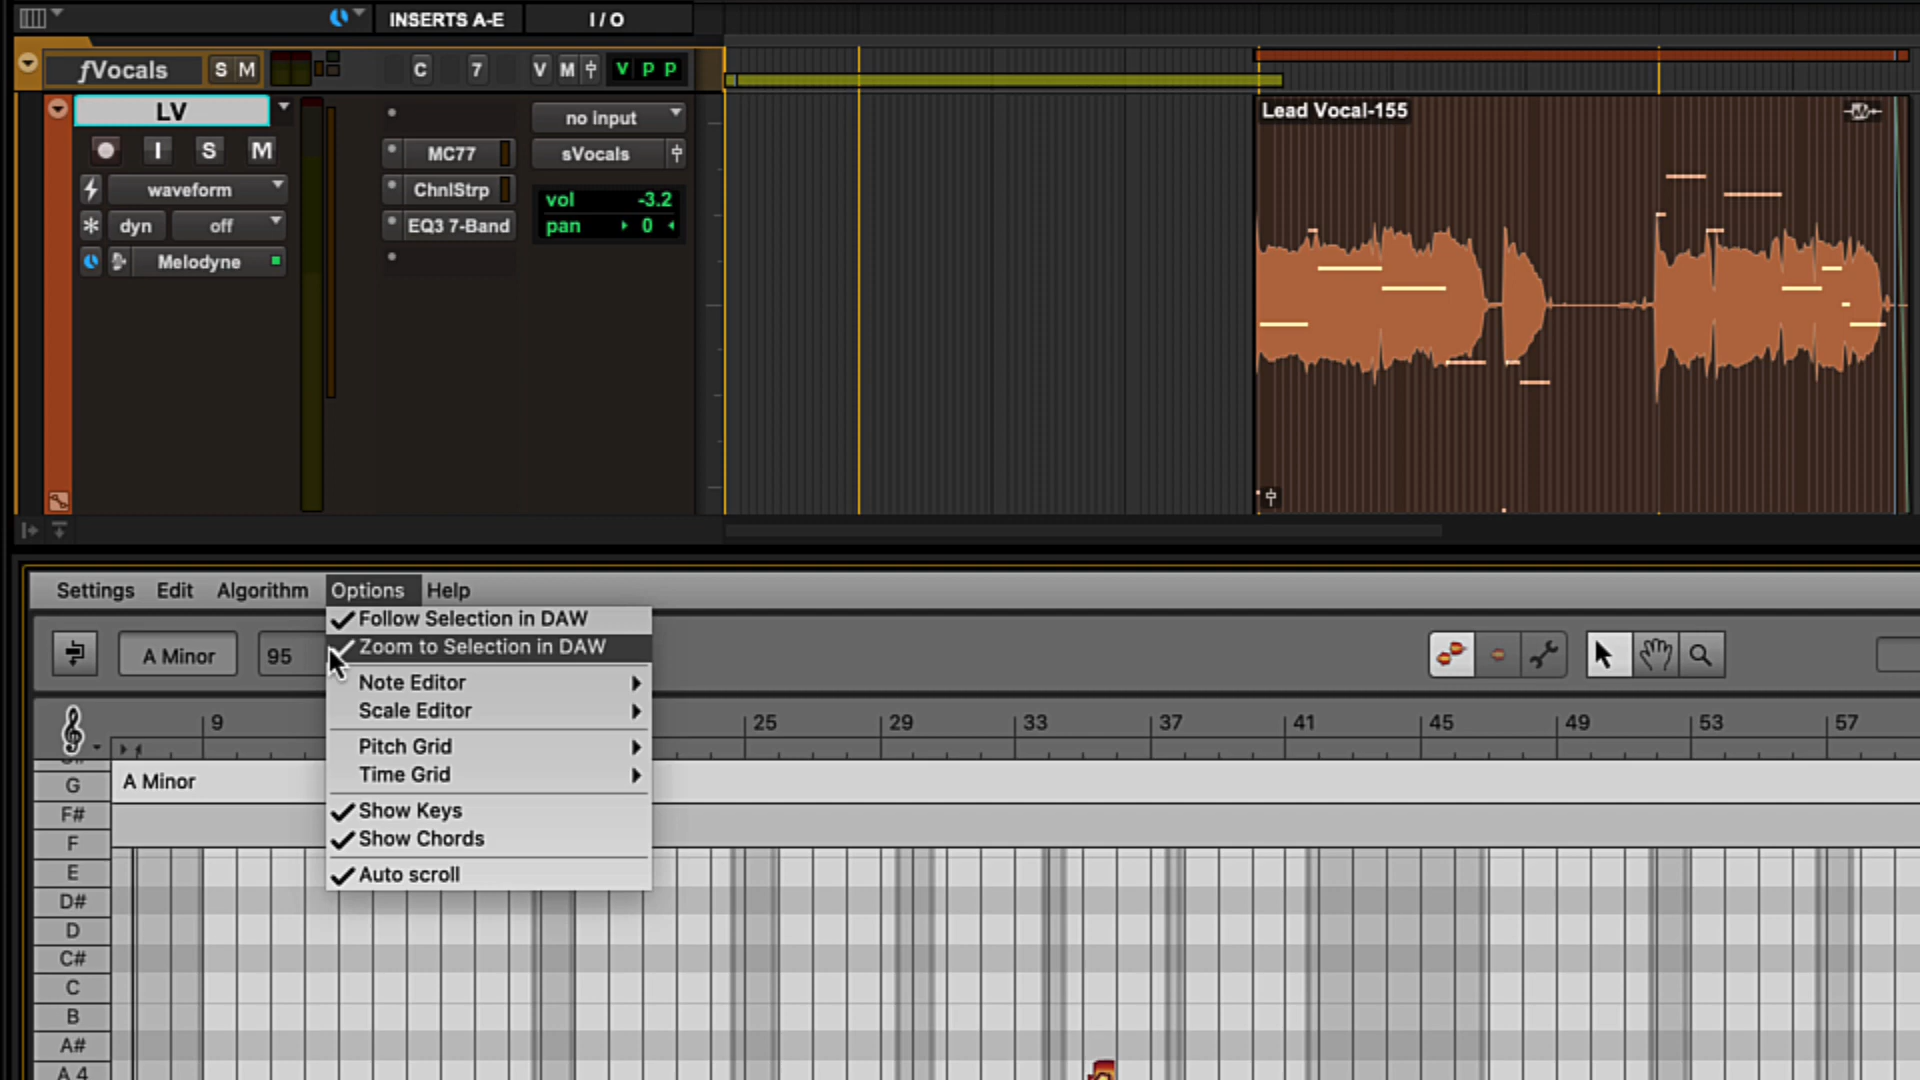 INSERTS A-E
I / O
fVocals
S M
C
7
V M
V P P
LV
I S M
waveform
dyn
off
Melodyne
MC77
ChnlStrp
EQ3 7-Band
no input
sVocals
vol -3.2
pan 0
Lead Vocal-155
Settings Edit Algorithm Options Help
Follow Selection in DAW
Zoom to Selection in DAW
Note Editor
Scale Editor
Pitch Grid
Time Grid
Show Keys
Show Chords
Auto scroll
A Minor
95
9 25 29 33 37 41 45 49 53 57
A Minor
G
F#
F
E
D#
D
C#
C
B
A#
A 4